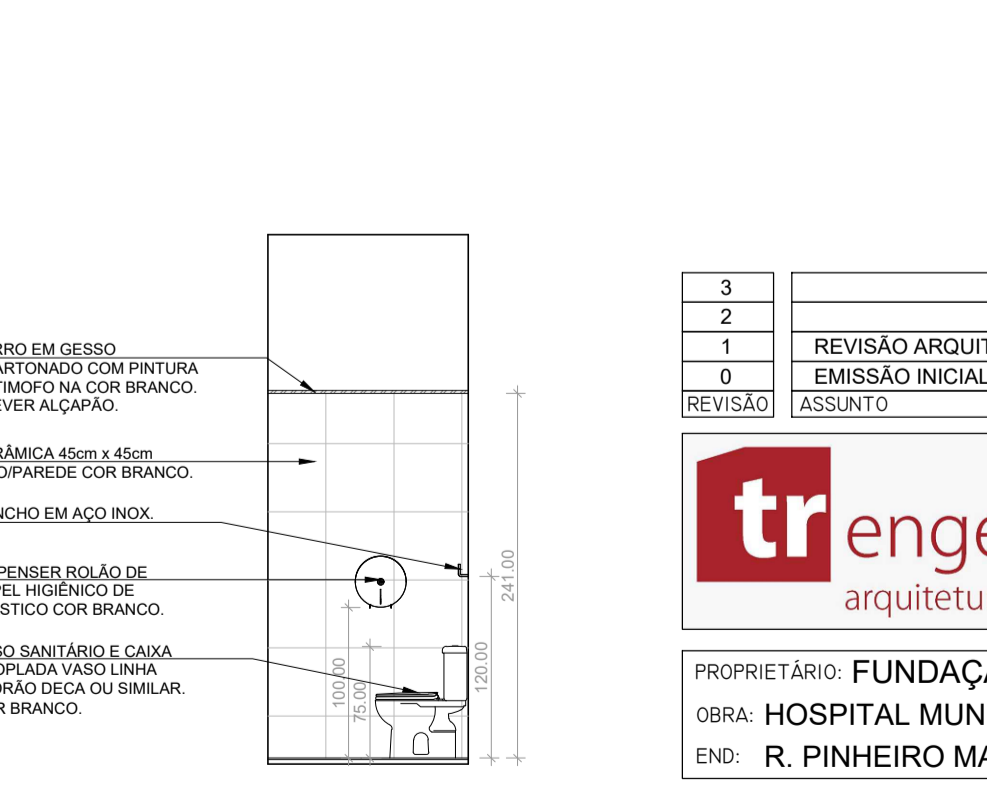 RRO EM GESSO
ARTONADO COM PINTURA
TIMOFO NA COR BRANCO.
EVER ALÇAPÃO.
RÂMICA 45cm x 45cm
O/PAREDE COR BRANCO.
NCHO EM AÇO INOX.
PENSER ROLÃO DE
PEL HIGIÊNICO DE
STICO COR BRANCO.
SO SANITÁRIO E CAIXA
OPLADA VASO LINHA
DRÃO DECA OU SIMILAR.
R BRANCO.
100.00
75.00
120.00
241.00
3
2
1 REVISÃO ARQUIT
0 EMISSÃO INICIAL
REVISÃO ASSUNTO
tr enge
arquitetu
PROPRIETÁRIO: FUNDAÇÃ
OBRA: HOSPITAL MUN
END: R. PINHEIRO MA